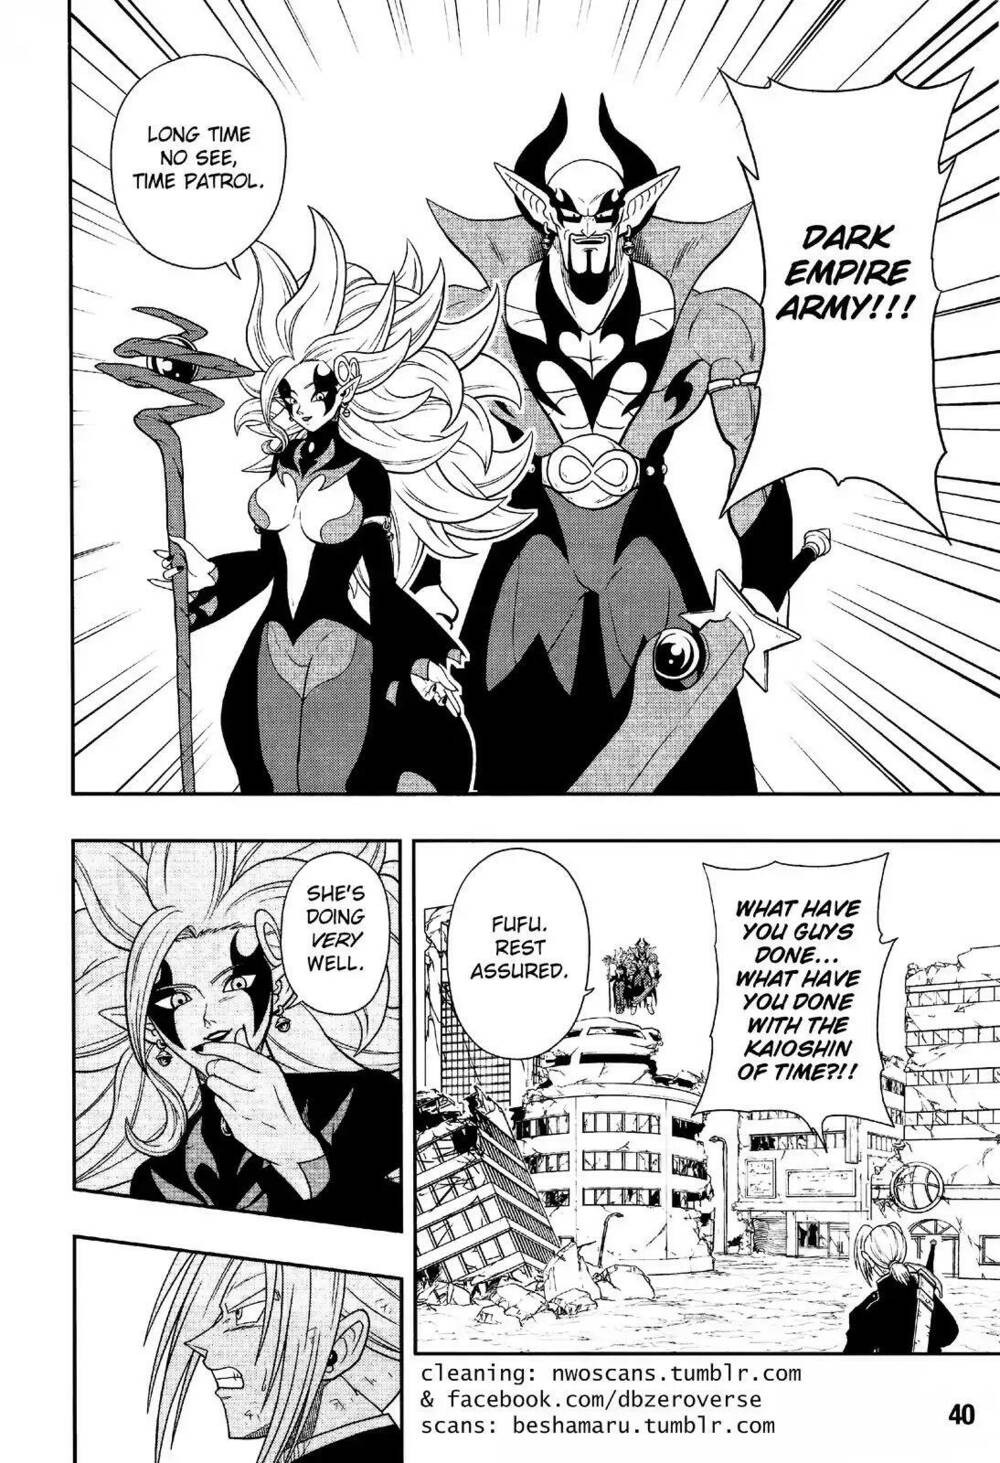 DARK
EMPIRE
ARMY!!!
LONG TIME
NO SEE,
TIME PATROL.
WHAT HAVE
YOU GUYS
DONE...
WHAT HAVE
YOU DONE
WITH THE
KAIOSHIN
OF TIME?!!
FUFU.
REST
ASSURED.
SHE'S
DOING
VERY
WELL.
cleaning: nwoscans.tumblr.com
& facebook.com/dbzeroverse
scans: beshamaru.tumblr.com
40